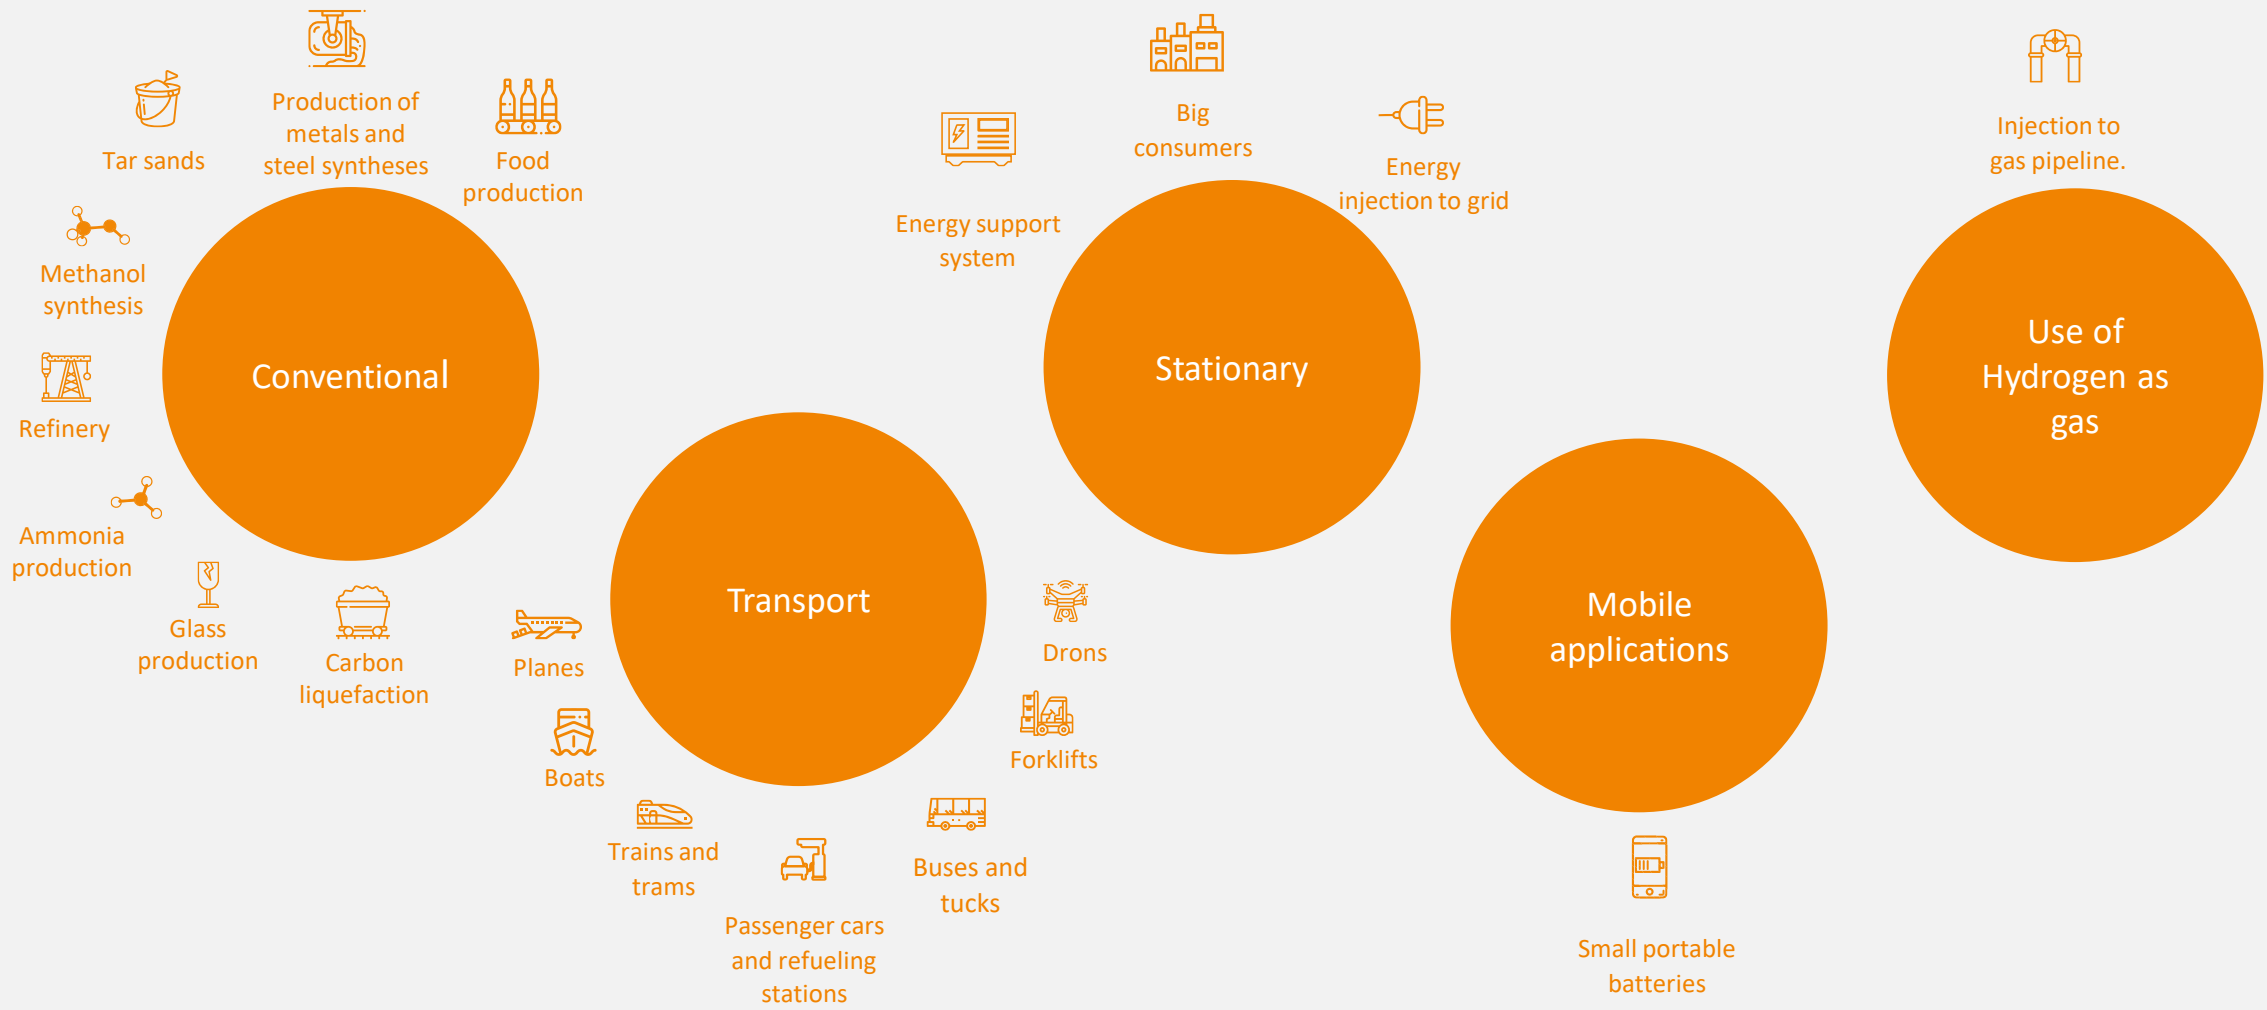 Production of
metals and
steel syntheses
Tar sands
Food
production
Methanol
synthesis
Refinery
Ammonia
production
Glass
production
Carbon
liquefaction
Conventional
Planes
Boats
Trains and
trams
Passenger cars
and refueling
stations
Buses and
tucks
Forklifts
Drons
Transport
Energy support
system
Big
consumers
Energy
injection to grid
Stationary
Mobile
applications
Small portable
batteries
Injection to
gas pipeline.
Use of
Hydrogen as
gas